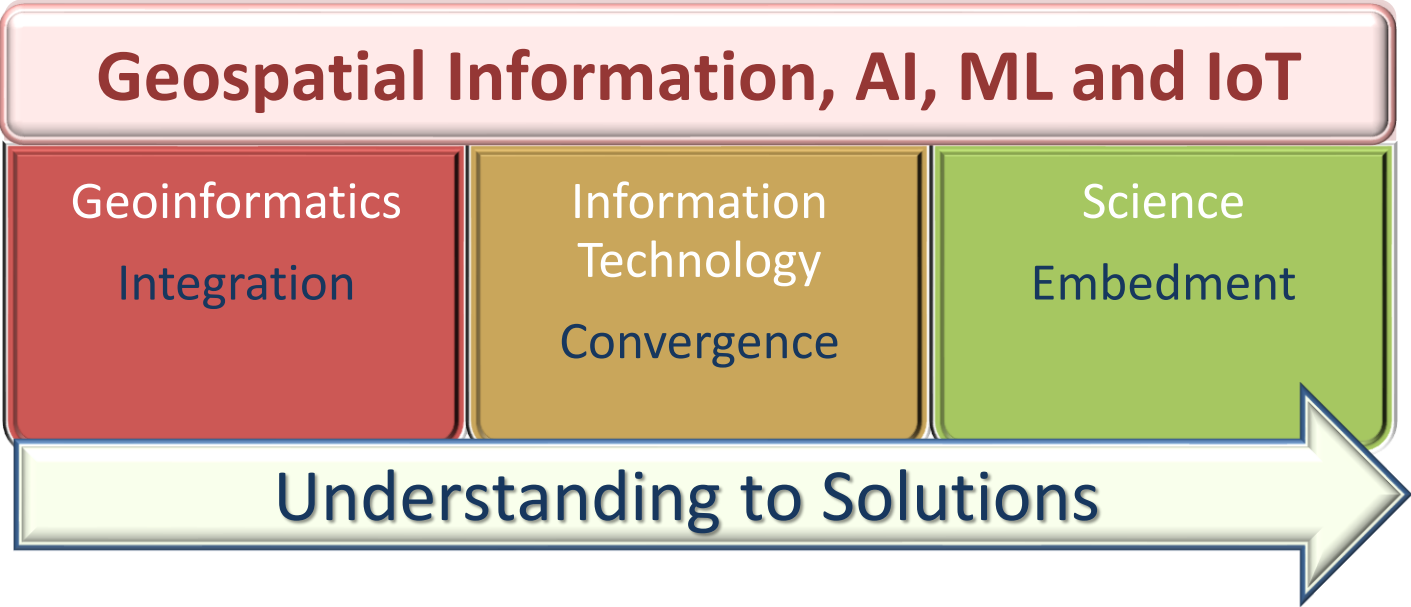 Geospatial Information, AI, ML and IoT
Geoinformatics
Integration
Information
Technology
Convergence
Science
Embedment
Understanding to Solutions